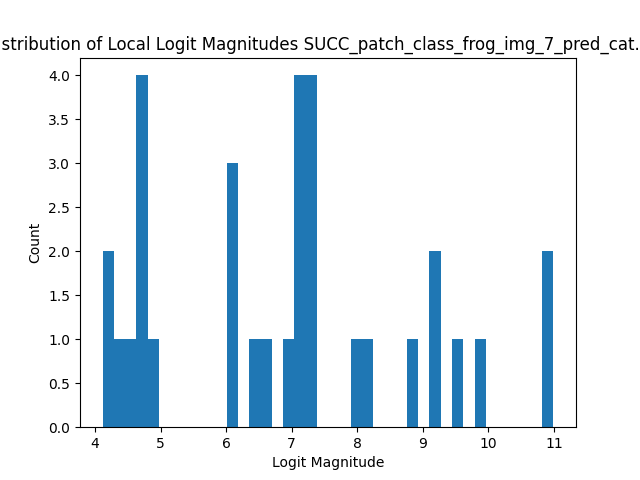 stribution of Local Logit Magnitudes SUCC_patch_class_frog_img_7_pred_cat.
4.0
3.5
3.0
2.5
2.0
1.5
1.0
0.5
0.0
Count
4 5 6 7 8 9 10 11
Logit Magnitude